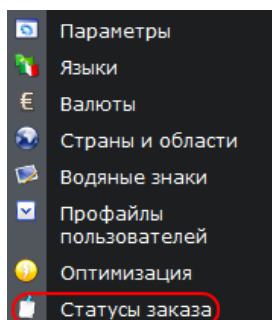 Параметры
Языки
Валюты
Страны и области
Водяные знаки
Профайлы
пользователей
Оптимизация
Статусы заказа